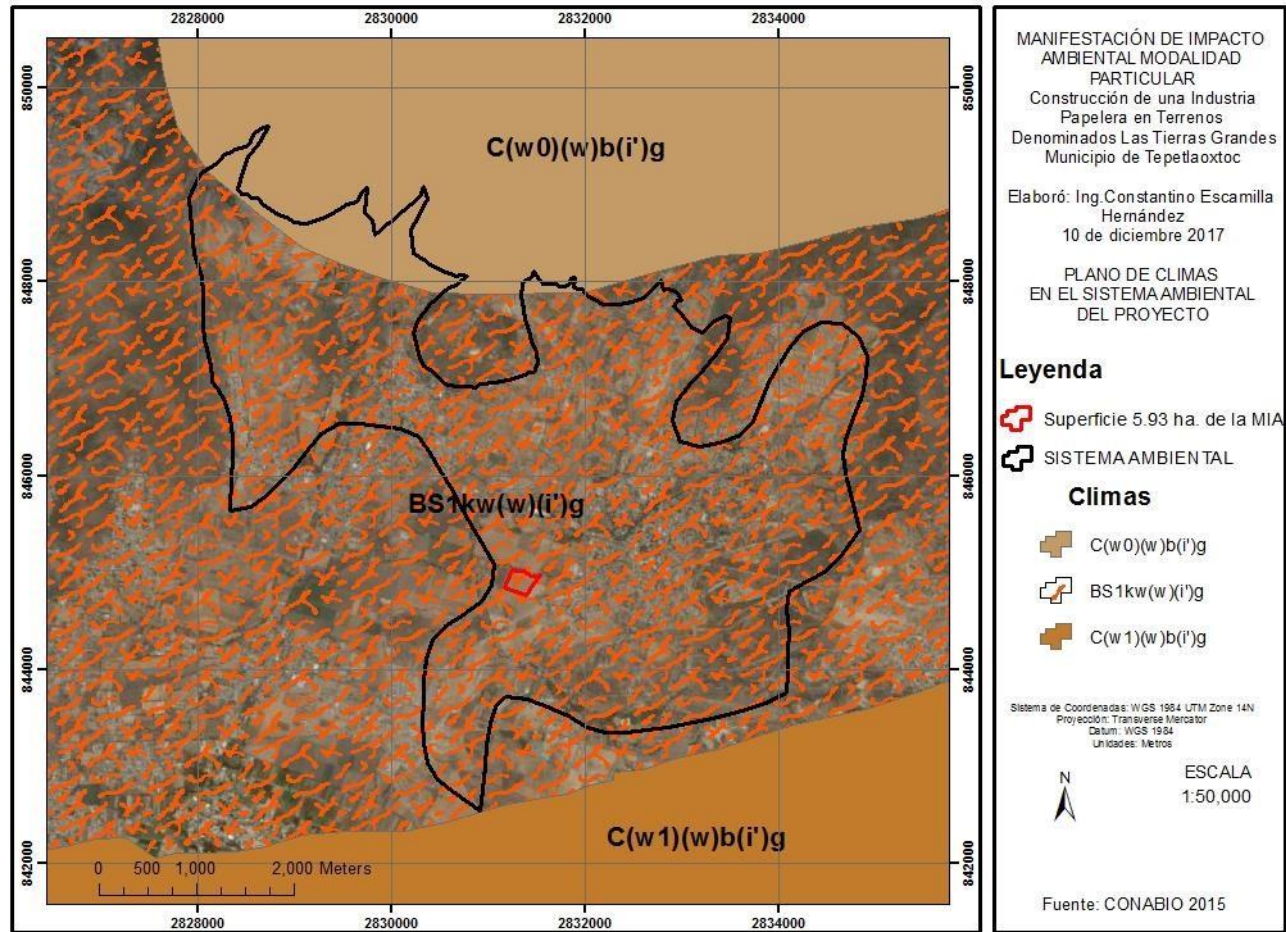 2828000 2830000 2832000 2834000
850000 850000
848000 848000
846000 846000
844000 844000
842000 842000
C(w0)(w)b(i')g
BS1kw(w)(i')g
C(w1)(w)b(i')g
0 500 1,000 2,000 Meters
2828000 2830000 2832000 2834000
MANIFESTACIÓN DE IMPACTO
AMBIENTAL MODALIDAD
PARTICULAR
Construcción de una Industria
Papelera en Terrenos
Denominados Las Tierras Grandes
Municipio de Tepetlaoxtoc
Elaboró: Ing.Constantino Escamilla
Hernández
10 de diciembre 2017
PLANO DE CLIMAS
EN EL SISTEMA AMBIENTAL
DEL PROYECTO
Leyenda
Superficie 5.93 ha. de la MIA
SISTEMA AMBIENTAL
Climas
C(w0)(w)b(i')g
BS1kw(w)(i')g
C(w1)(w)b(i')g
Sistema de Coordenadas: WGS 1984 UTM Zone 14N
Proyección: Transverse Mercator
Datum: WGS 1984
Unidades: Metros
N
ESCALA
1:50,000
Fuente: CONABIO 2015